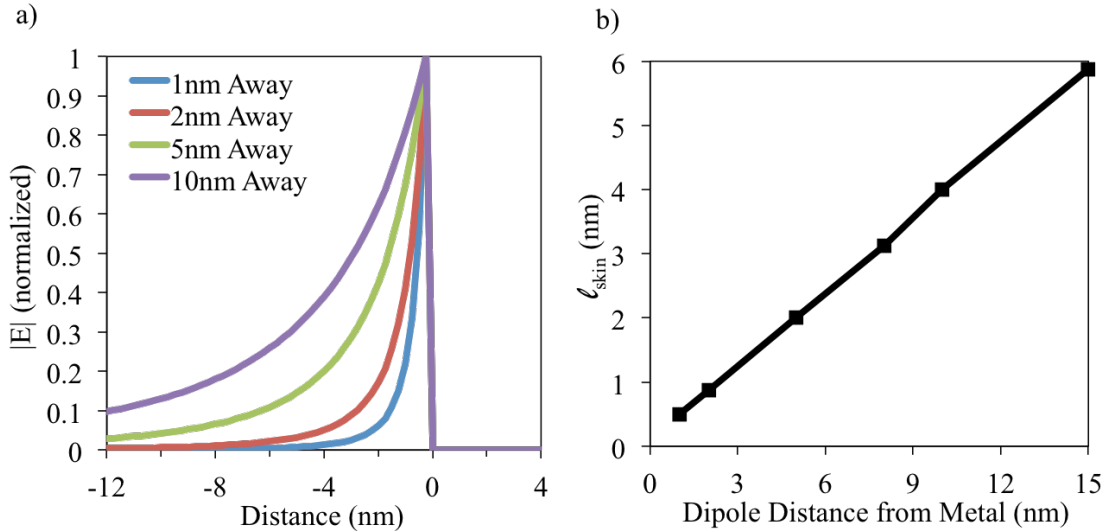 a)
|E| (normalized)
1
0.9
0.8
0.7
0.6
0.5
0.4
0.3
0.2
0.1
0
1nm Away
2nm Away
5nm Away
10nm Away
-12
-8
-4
0
4
Distance (nm)
b)
ℓskin (nm)
6
5
4
3
2
1
0
0
3
6
9
12
15
Dipole Distance from Metal (nm)